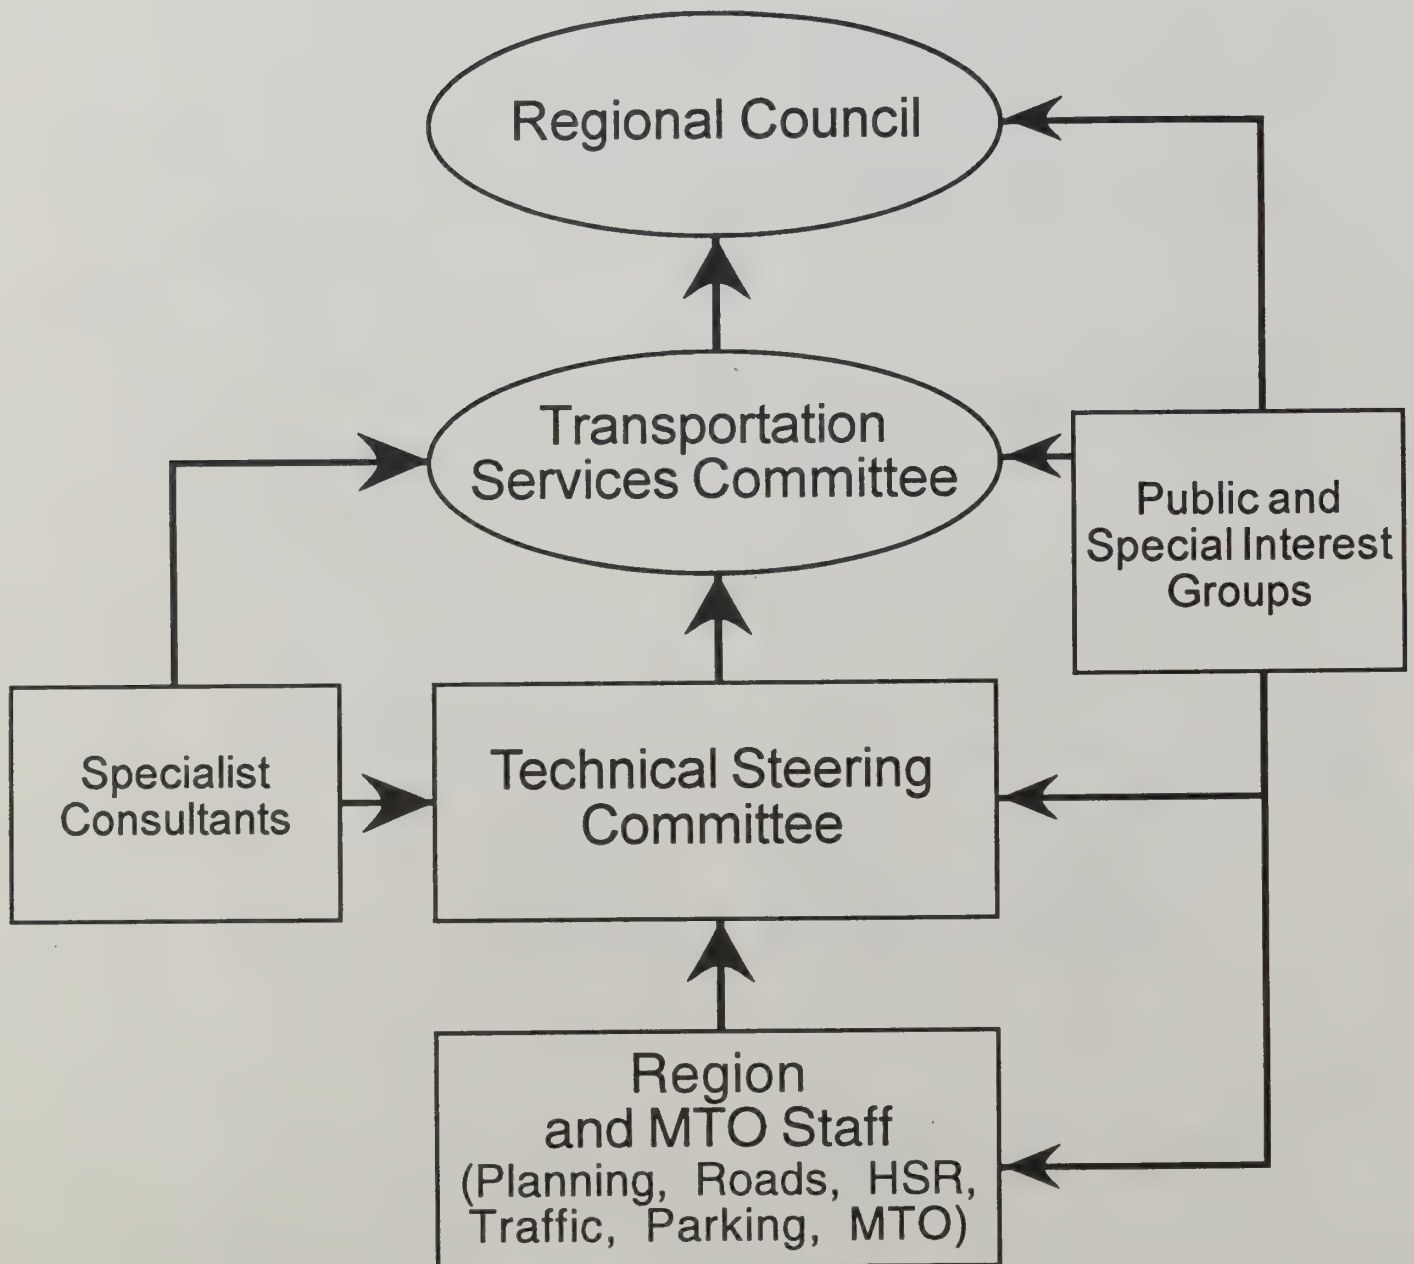 Regional Council
Transportation
Services Committee
Public and
Special Interest
Groups
Specialist
Consultants
Technical Steering
Committee
Region
and MTO Staff
(Planning, Roads, HSR,
Traffic, Parking, MTO)